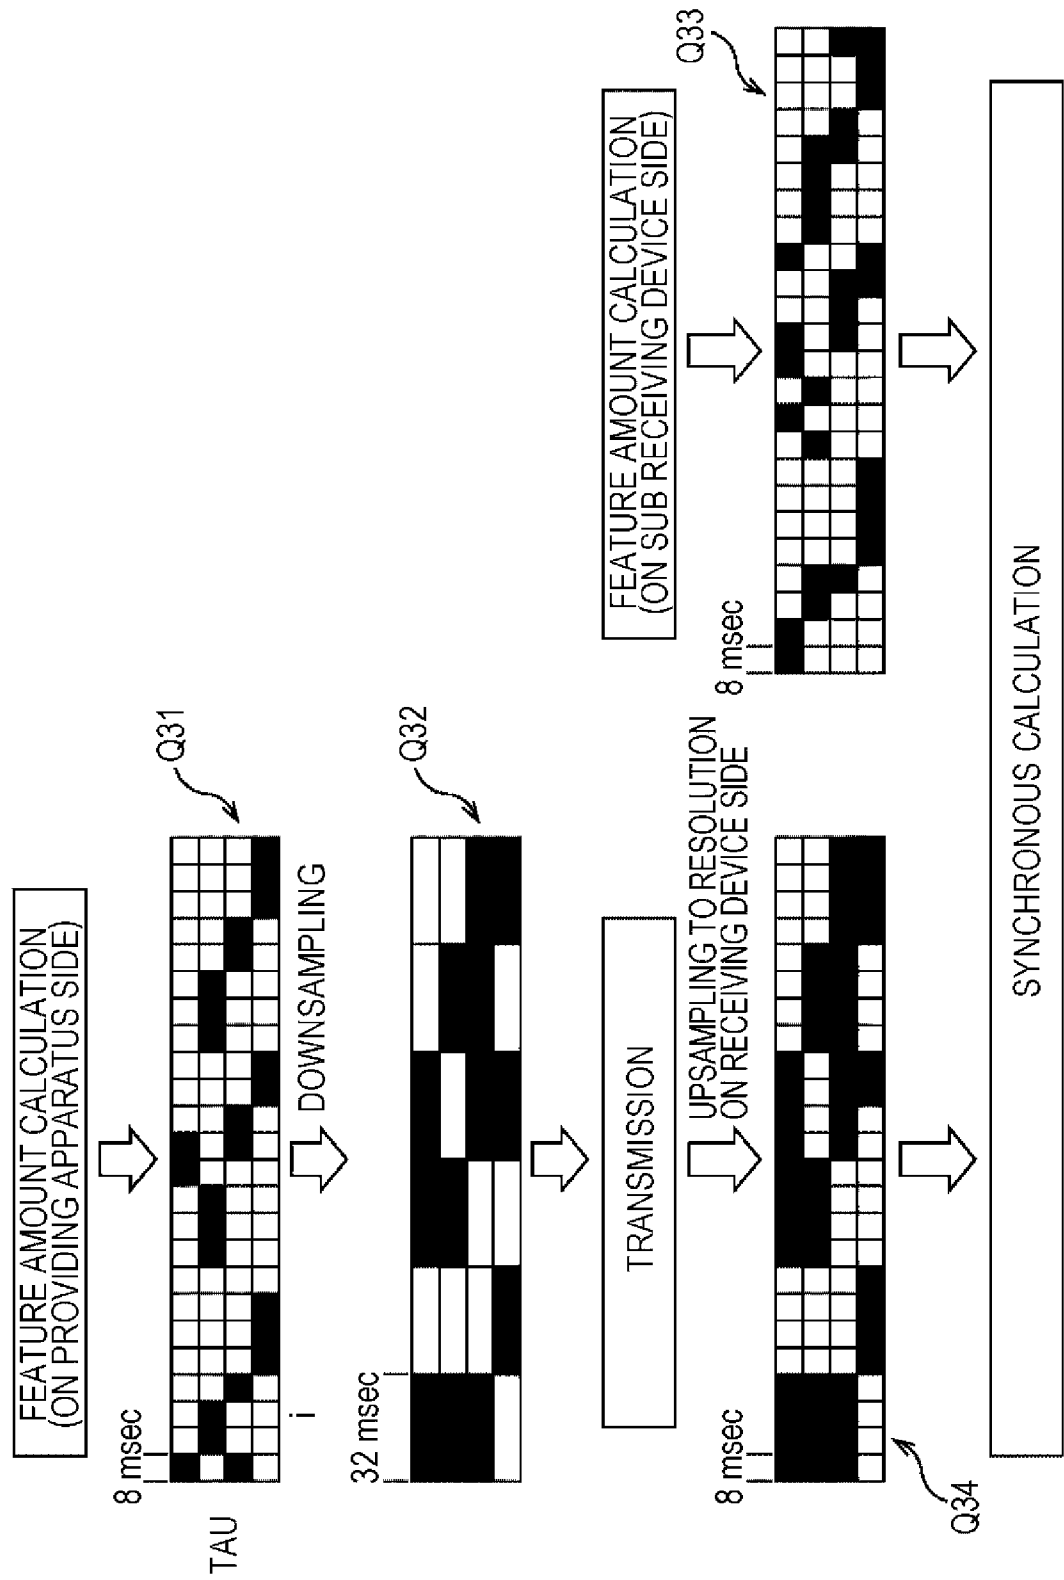 FEATURE AMOUNT CALCULATION
(ON PROVIDING APPARATUS SIDE)
8 msec
Q31
TAU
i
DOWNSAMPLING
32 msec
Q32
TRANSMISSION
UPSAMPLING TO RESOLUTION
ON RECEIVING DEVICE SIDE
FEATURE AMOUNT CALCULATION
(ON SUB RECEIVING DEVICE SIDE)
8 msec
Q33
8 msec
Q34
SYNCHRONOUS CALCULATION